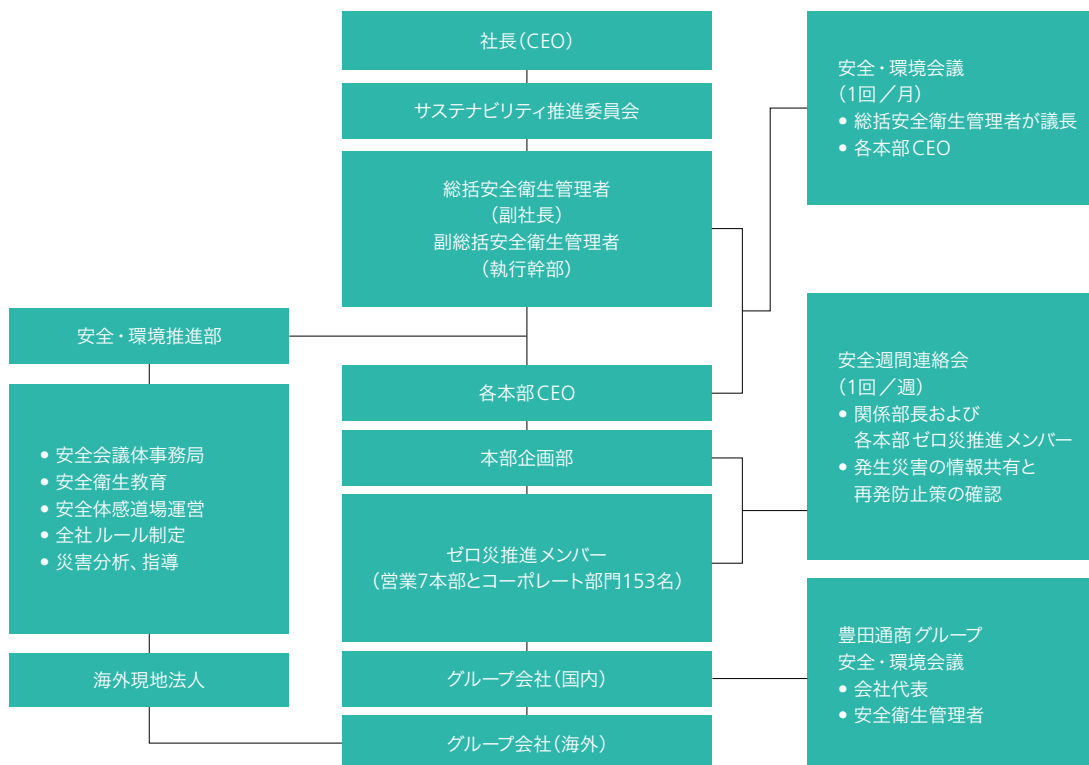 社長(CEO)
サステナビリティ推進委員会
総括安全衛生管理者
(副社長)
副総括安全衛生管理者
(執行幹部)
安全・環境推進部
• 安全会議体事務局
• 安全衛生教育
• 安全体感道場運営
• 全社ルール制定
• 災害分析、指導
海外現地法人
各本部CEO
本部企画部
ゼロ災推進メンバー
(営業7本部とコーポレート部門153名)
グループ会社(国内)
グループ会社(海外)
安全・環境会議
(1回/月)
• 総括安全衛生管理者が議長
• 各本部CEO
安全週間連絡会
(1回/週)
• 関係部長および
各本部ゼロ災推進メンバー
• 発生災害の情報共有と
再発防止策の確認
豊田通商グループ
安全・環境会議
• 会社代表
• 安全衛生管理者